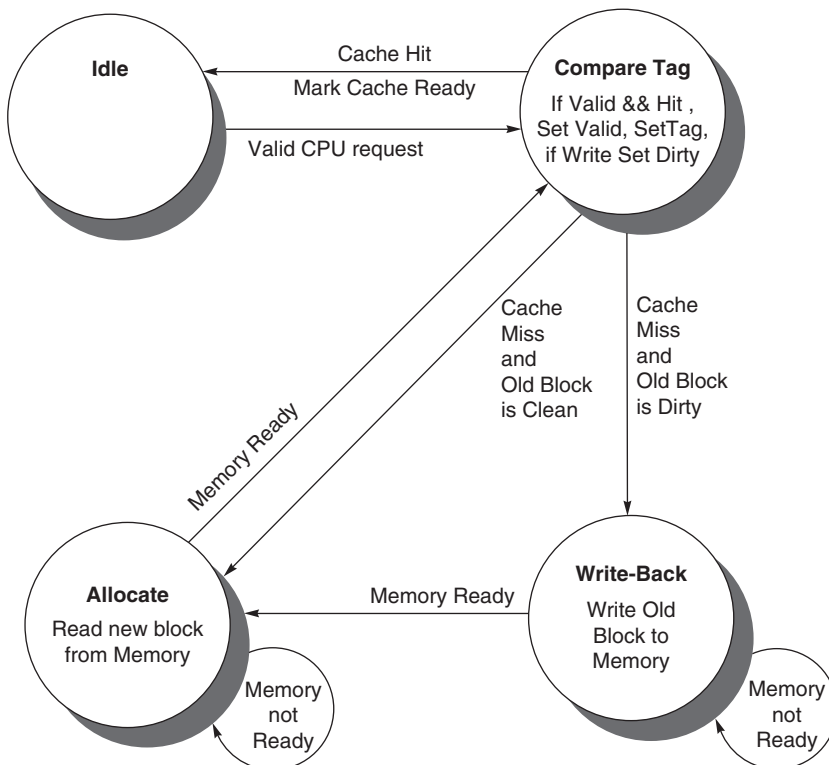 Idle
Cache Hit
Mark Cache Ready
Valid CPU request
Compare Tag
If Valid && Hit ,
Set Valid, SetTag,
if Write Set Dirty
Cache
Miss
and
Old Block
is Clean
Cache
Miss
and
Old Block
is Dirty
Memory Ready
Allocate
Read new block
from Memory
Memory
not
Ready
Memory Ready
Write-Back
Write Old
Block to
Memory
Memory
not
Ready